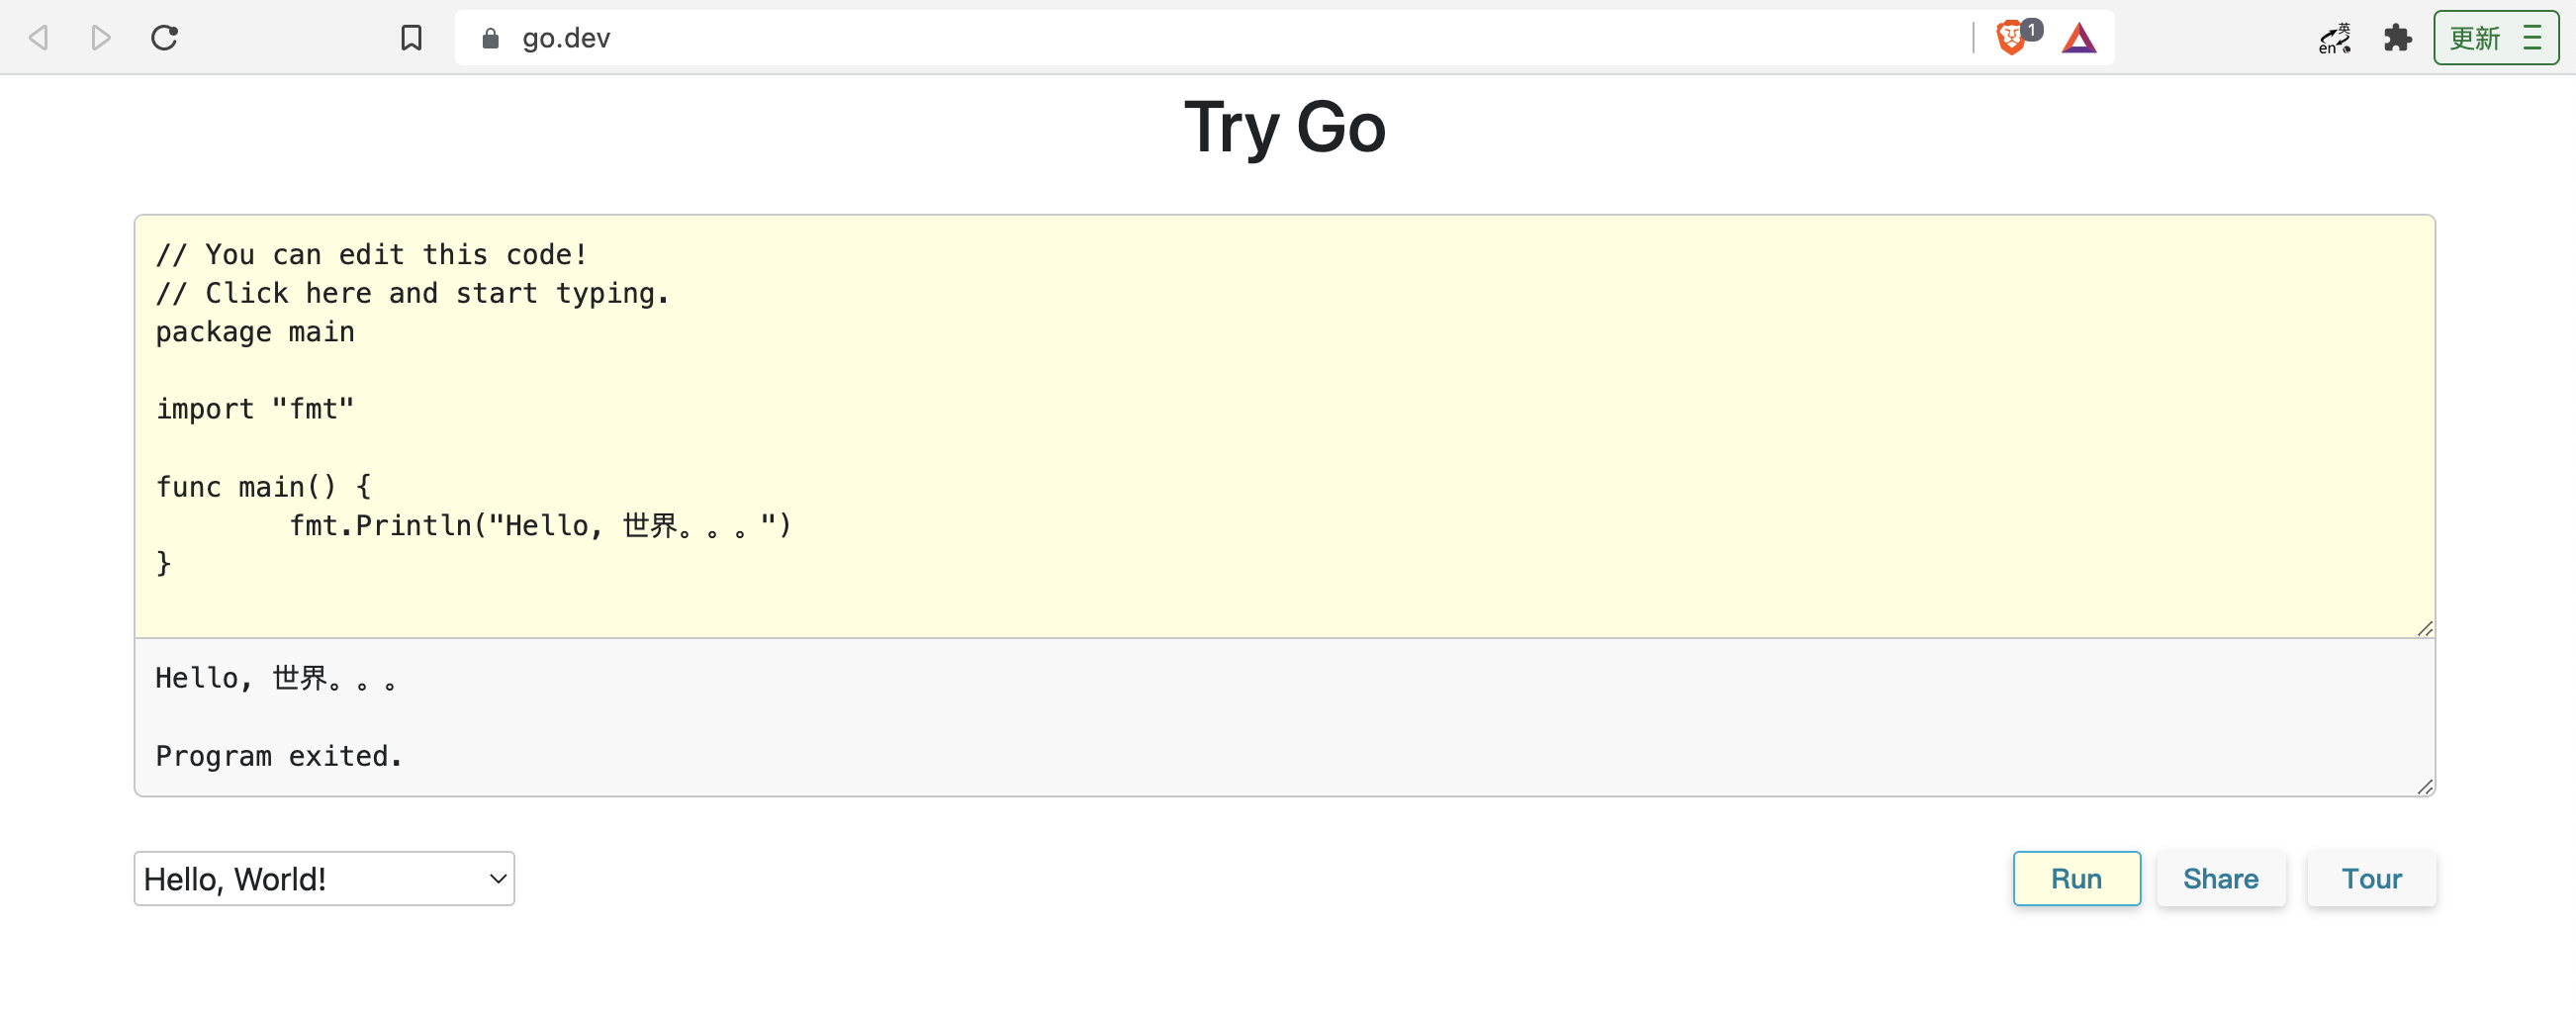 go.dev
1
英
en
更新
Try Go
// You can edit this code!
// Click here and start typing.
package main
import "fmt"
func main() {
        fmt.Println("Hello, 世界。。。")
}
Hello, 世界。。。
Program exited.
Hello, World!
Run
Share
Tour